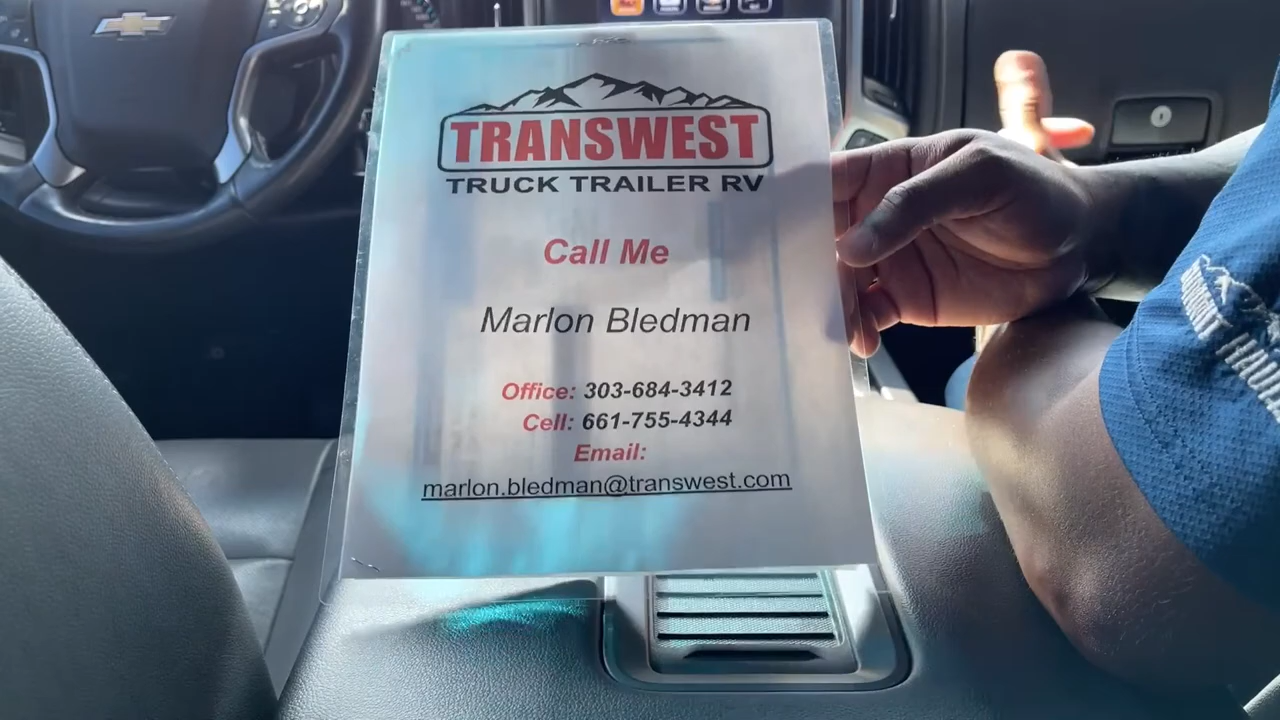 TRANSWEST
TRUCK TRAILER RV
Call Me
Marlon Bledman
Office: 303-684-3412
Cell: 661-755-4344
Email:
marlon.bledman@transwest.com